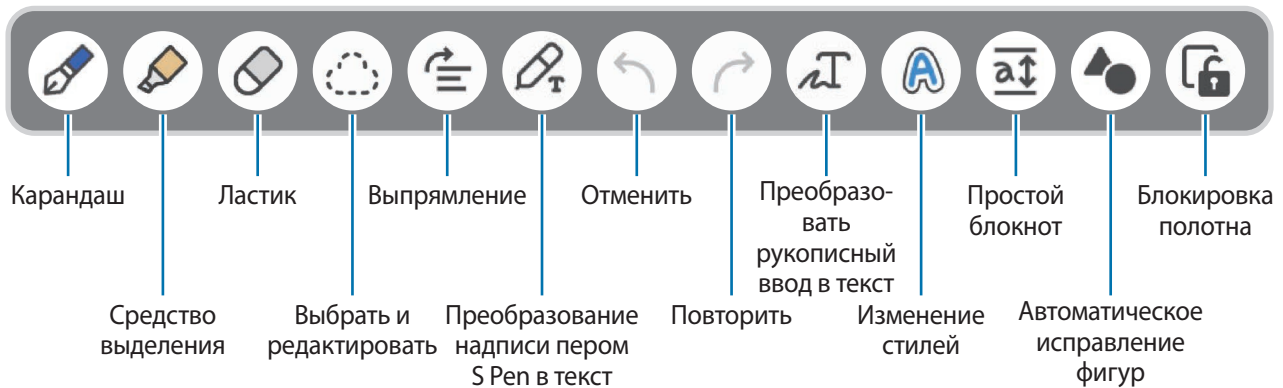 Карандаш
Ластик
Выпрямление
Отменить
Преобразо-
вать
рукописный
ввод в текст
Простой
блокнот
Блокировка
полотна
Средство
выделения
Выбрать и
редактировать
Преобразование
надписи пером
S Pen в текст
Повторить
Изменение
стилей
Автоматическое
исправление
фигур